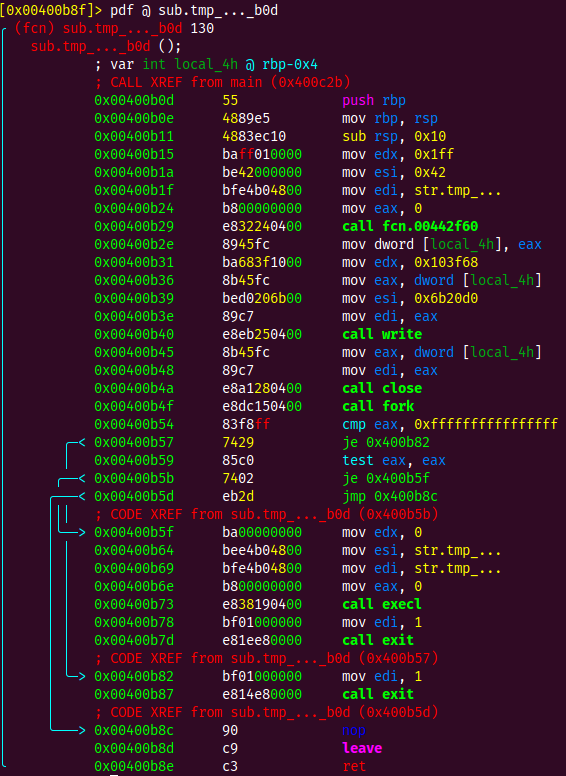 [0x00400b8f]> pdf @ sub.tmp_..._b0d
(fcn) sub.tmp_..._b0d 130
sub.tmp_..._b0d ();
; var int local_4h @ rbp-0x4
; CALL XREF from main (0x400c2b)
0x00400b0d 55 push rbp
0x00400b0e 4889e5 mov rbp, rsp
0x00400b11 4883ec10 sub rsp, 0x10
0x00400b15 baff010000 mov edx, 0x1ff
0x00400b1a be42000000 mov esi, 0x42
0x00400b1f bfe4b04800 mov edi, str.tmp_...
0x00400b24 b800000000 mov eax, 0
0x00400b29 e832240400 call fcn.00442f60
0x00400b2e 8945fc mov dword [local_4h], eax
0x00400b31 ba683f1000 mov edx, 0x103f68
0x00400b36 8b45fc mov eax, dword [local_4h]
0x00400b39 bed0206b00 mov esi, 0x6b20d0
0x00400b3e 89c7 mov edi, eax
0x00400b40 e8eb250400 call write
0x00400b45 8b45fc mov eax, dword [local_4h]
0x00400b48 89c7 mov edi, eax
0x00400b4a e8a1280400 call close
0x00400b4f e8dc150400 call fork
0x00400b54 83f8ff cmp eax, 0xffffffffffffffff
0x00400b57 7429 je 0x400b82
0x00400b59 85c0 test eax, eax
0x00400b5b 7402 je 0x400b5f
0x00400b5d eb2d jmp 0x400b8c
; CODE XREF from sub.tmp_..._b0d (0x400b5b)
0x00400b5f ba00000000 mov edx, 0
0x00400b64 bee4b04800 mov esi, str.tmp_...
0x00400b69 bfe4b04800 mov edi, str.tmp_...
0x00400b6e b800000000 mov eax, 0
0x00400b73 e838190400 call execl
0x00400b78 bf01000000 mov edi, 1
0x00400b7d e81ee80000 call exit
; CODE XREF from sub.tmp_..._b0d (0x400b57)
0x00400b82 bf01000000 mov edi, 1
0x00400b87 e814e80000 call exit
; CODE XREF from sub.tmp_..._b0d (0x400b5d)
0x00400b8c 90 nop
0x00400b8d c9 leave
0x00400b8e c3 ret